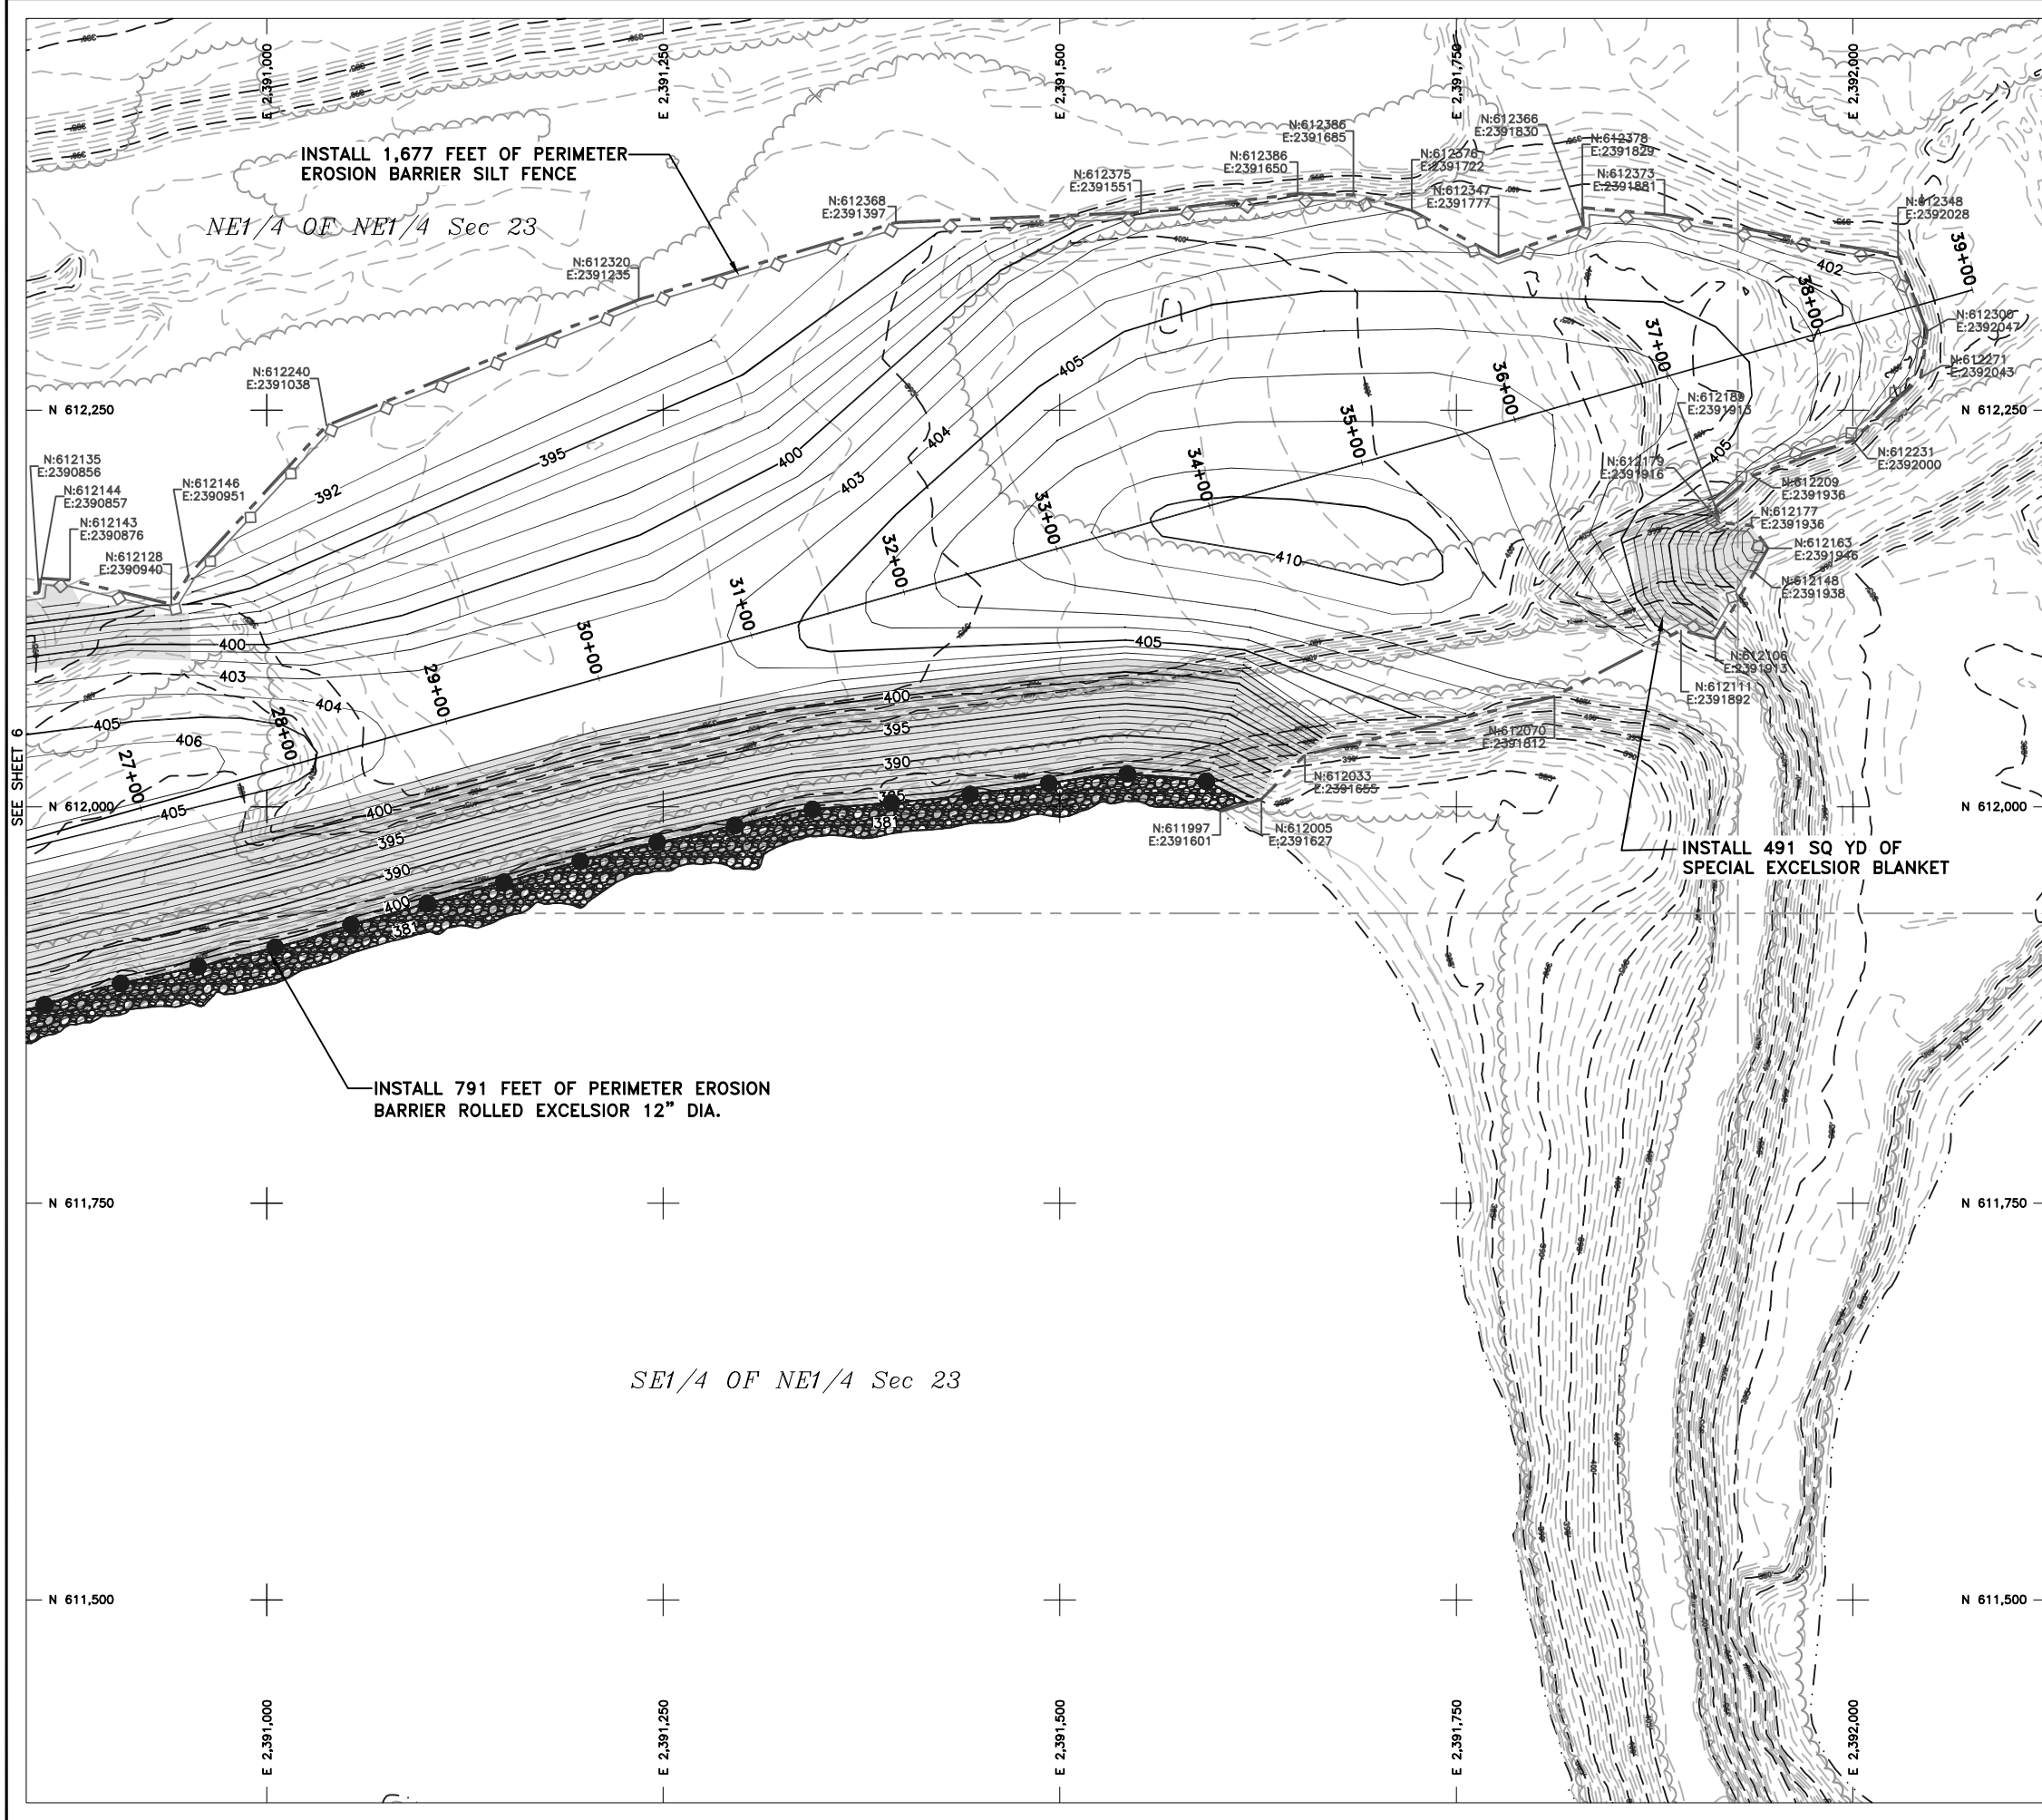 E 2,391,000
E 2,391,250
E 2,391,500
E 2,391,750
E 2,392,000
INSTALL 1,677 FEET OF PERIMETER
EROSION BARRIER SILT FENCE
NE1/4 OF NE1/4 Sec 23
N:612368
E:2391397
N:612375
E:2391551
N:612386
E:2391650
N:612386
E:2391685
N:612376
E:2391722
N:612347
E:2391777
N:612366
E:2391830
N:612378
E:2391829
N:612373
E:2391881
N:612348
E:2392028
N:612320
E:2391235
N:612300
E:2392047
N:612271
E:2392043
N:612240
E:2391038
N:612189
E:2391913
N:612231
E:2392000
N:612179
E:2391916
N:612209
E:2391936
N:612177
E:2391936
N:612163
E:2391946
N:612148
E:2391938
N:612106
E:2391913
N:612111
E:2391892
N:612070
E:2391812
N:612135
E:2390856
N:612144
E:2390857
N:612143
E:2390876
N:612146
E:2390951
N:612128
E:2390940
N:612033
E:2391655
N:611997
E:2391601
N:612005
E:2391627
39+00
38+00
37+00
36+00
35+00
34+00
33+00
32+00
31+00
30+00
29+00
28+00
27+00
402
405
405
404
403
400
395
392
410
405
400
403
404
405
406
405
400
395
390
385
381
400
395
390
400
381
N 612,250
N 612,250
SEE SHEET 6
N 612,000
N 612,000
INSTALL 491 SQ YD OF
SPECIAL EXCELSIOR BLANKET
INSTALL 791 FEET OF PERIMETER EROSION
BARRIER ROLLED EXCELSIOR 12" DIA.
N 611,750
N 611,750
SE1/4 OF NE1/4 Sec 23
N 611,500
N 611,500
E 2,391,000
E 2,391,250
E 2,391,500
E 2,391,750
E 2,392,000